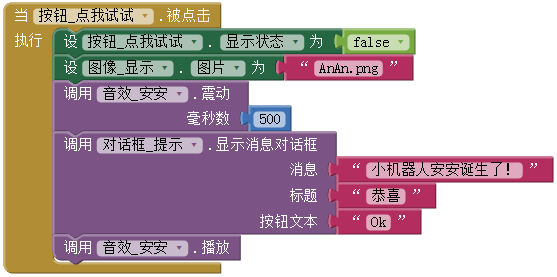 当 按钮_点我试试 . 被点击
执行 设 按钮_点我试试 . 显示状态 为 false
设 图像_显示 . 图片 为 “ AnAn.png ”
调用 音效_安安 . 震动
毫秒数 500
调用 对话框_提示 . 显示消息对话框
消息 “ 小机器人安安诞生了! ”
标题 “ 恭喜 ”
按钮文本 “ Ok ”
调用 音效_安安 . 播放